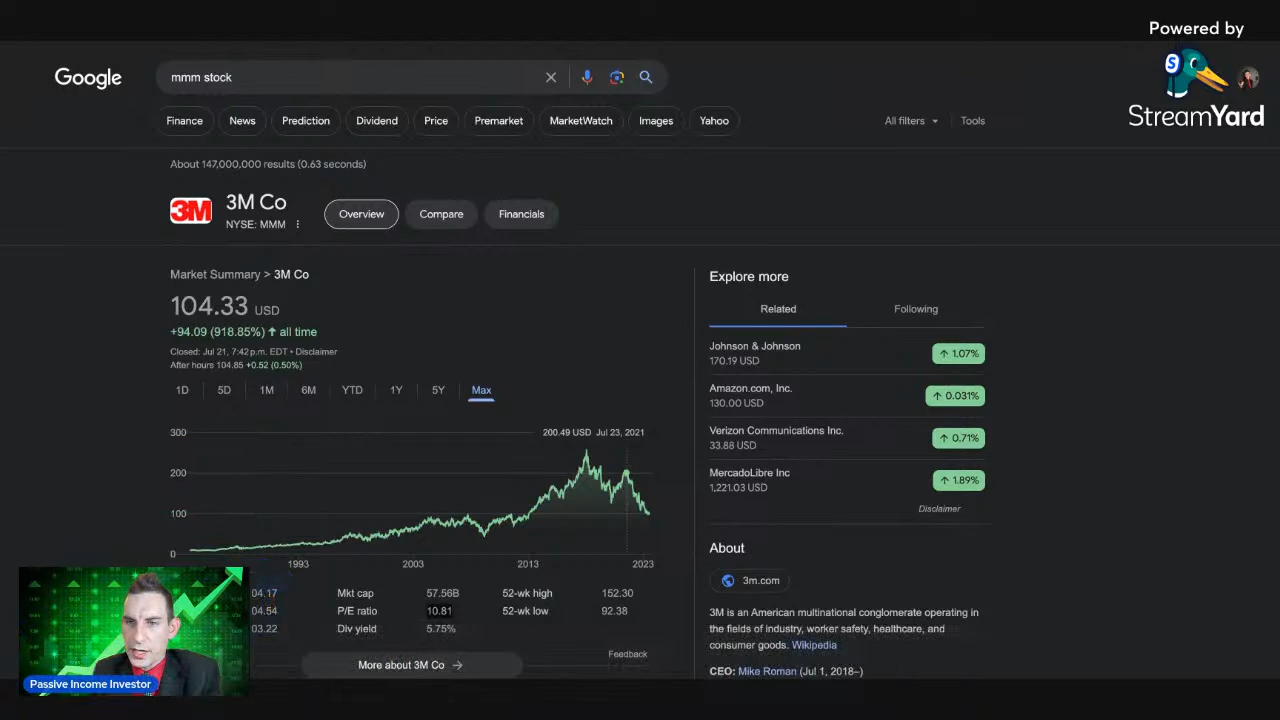 Powered by
StreamYard
Google
mmm stock
Finance
News
Prediction
Dividend
Price
Premarket
MarketWatch
Images
Yahoo
All filters
Tools
About 147,000,000 results (0.63 seconds)
3M
3M Co
NYSE: MMM
Overview
Compare
Financials
Market Summary > 3M Co
104.33 USD
+94.09 (918.85%) ↑ all time
Closed: Jul 21, 7:42 p.m. EDT • Disclaimer
After hours 104.85 +0.52 (0.50%)
1D
5D
1M
6M
YTD
1Y
5Y
Max
200.49 USD Jul 23, 2021
300
200
100
0
1993
2003
2013
2023
04.17
Mkt cap
57.56B
52-wk high
152.30
04.54
P/E ratio
10.81
52-wk low
92.38
03.22
Div yield
5.75%
More about 3M Co →
Feedback
Explore more
Related
Following
Johnson & Johnson
170.19 USD
↑ 1.07%
Amazon.com, Inc.
130.00 USD
↑ 0.031%
Verizon Communications Inc.
33.88 USD
↑ 0.71%
MercadoLibre Inc
1,221.03 USD
↑ 1.89%
Disclaimer
About
3m.com
3M is an American multinational conglomerate operating in
the fields of industry, worker safety, healthcare, and
consumer goods. Wikipedia
CEO: Mike Roman (Jul 1, 2018–)
Passive Income Investor